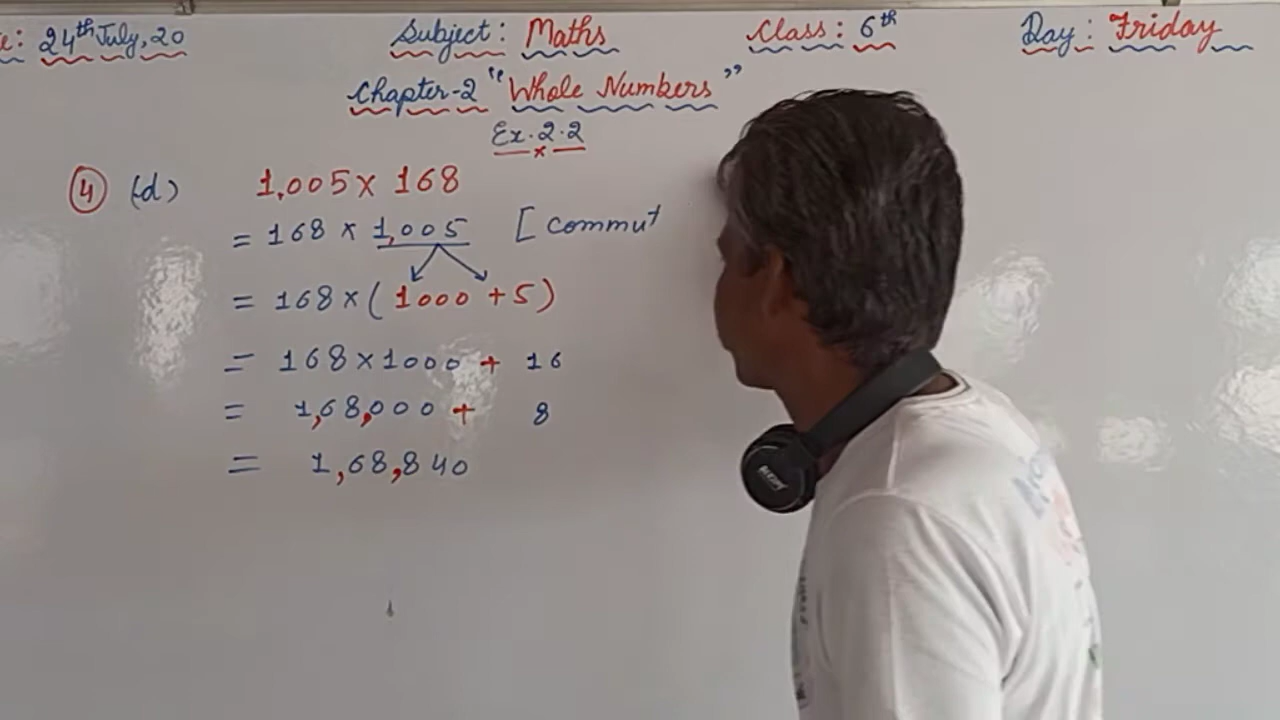 e: 24th July, 20 Subject: Maths Class: 6th Day: Friday
Chapter-2 "Whole Numbers"
Ex. 2.2
4 (d) 1,005 × 168
= 168 × 1,005 [ commut
= 168 × ( 1000 + 5 )
= 168 × 1000 + 16
= 1,68,000 + 8
= 1,68,840